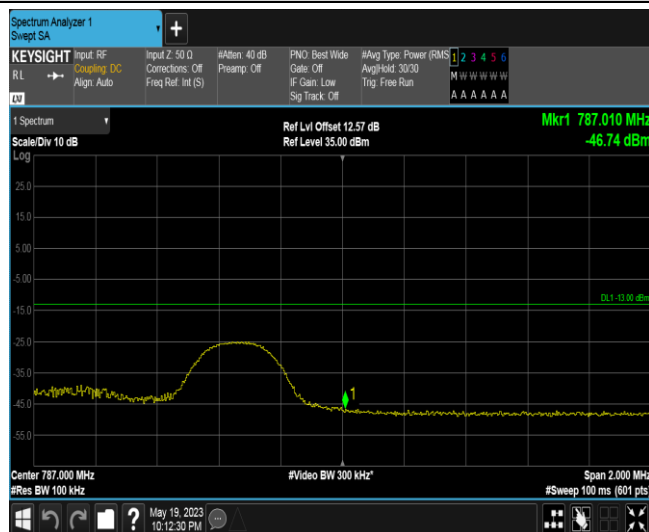 Spectrum Analyzer 1
Swept SA
+
KEYSIGHT
RL
LXI
Input: RF
Coupling: DC
Align: Auto
Input Z: 50 Ω
Corrections: Off
Freq Ref: Int (S)
#Atten: 40 dB
Preamp: Off
PNO: Best Wide
Gate: Off
IF Gain: Low
Sig Track: Off
#Avg Type: Power (RMS
Avg|Hold: 30/30
Trig: Free Run
1 2 3 4 5 6
M W W W W W
A A A A A A
1 Spectrum
Scale/Div 10 dB
Log
Ref Lvl Offset 12.57 dB
Ref Level 35.00 dBm
Mkr1 787.010 MHz
-46.74 dBm
25.0
15.0
5.00
-5.00
DL1 -13.00 dBm
-15.0
-25.0
-35.0
1
-45.0
-55.0
Center 787.000 MHz
#Res BW 100 kHz
#Video BW 300 kHz*
Span 2.000 MHz
#Sweep 100 ms (601 pts)
?
May 19, 2023
10:12:30 PM